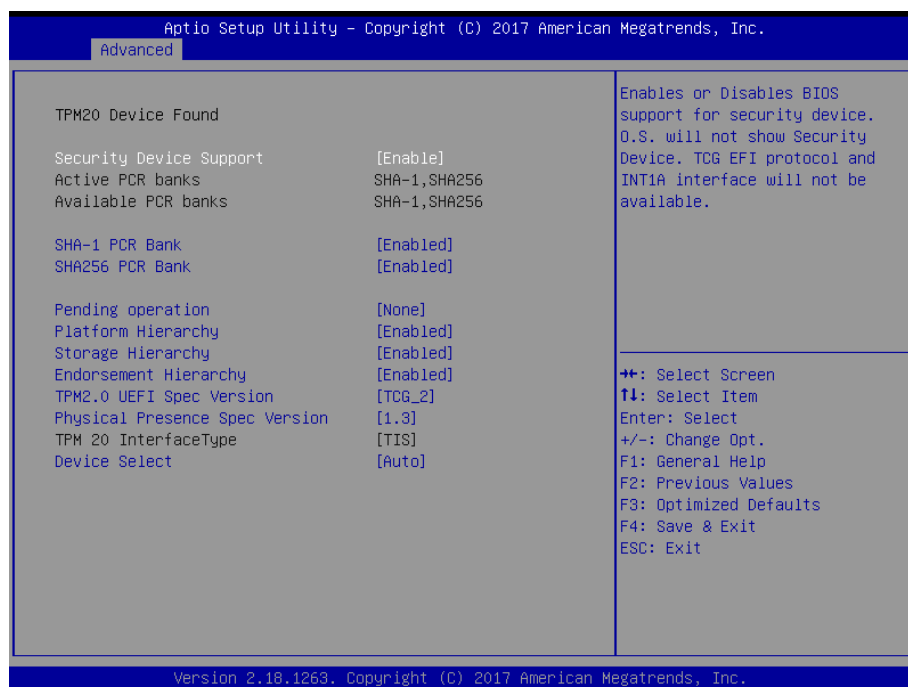 Aptio Setup Utility – Copyright (C) 2017 American Megatrends, Inc.
Advanced
TPM20 Device Found
Security Device Support [Enable]
Active PCR banks SHA-1,SHA256
Available PCR banks SHA-1,SHA256
SHA-1 PCR Bank [Enabled]
SHA256 PCR Bank [Enabled]
Pending operation [None]
Platform Hierarchy [Enabled]
Storage Hierarchy [Enabled]
Endorsement Hierarchy [Enabled]
TPM2.0 UEFI Spec Version [TCG_2]
Physical Presence Spec Version [1.3]
TPM 20 InterfaceType [TIS]
Device Select [Auto]
Enables or Disables BIOS
support for security device.
O.S. will not show Security
Device. TCG EFI protocol and
INT1A interface will not be
available.
→←: Select Screen
↑↓: Select Item
Enter: Select
+/-: Change Opt.
F1: General Help
F2: Previous Values
F3: Optimized Defaults
F4: Save & Exit
ESC: Exit
Version 2.18.1263. Copyright (C) 2017 American Megatrends, Inc.